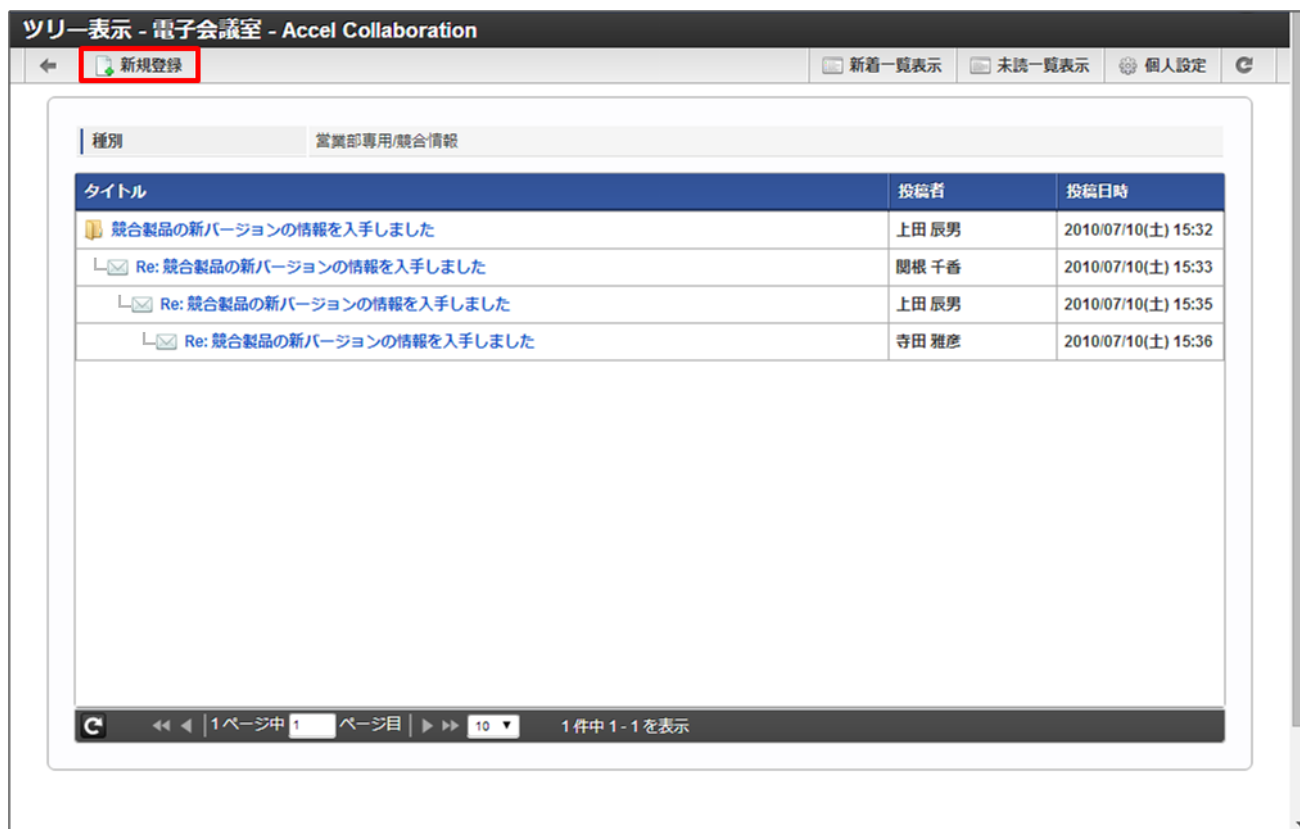 ツリー表示 - 電子会議室 - Accel Collaboration
新規登録 新着一覧表示 未読一覧表示 個人設定
種別 営業部専用/競合情報
タイトル 投稿者 投稿日時
競合製品の新バージョンの情報を入手しました 上田 辰男 2010/07/10(土) 15:32
Re: 競合製品の新バージョンの情報を入手しました 関根 千香 2010/07/10(土) 15:33
Re: 競合製品の新バージョンの情報を入手しました 上田 辰男 2010/07/10(土) 15:35
Re: 競合製品の新バージョンの情報を入手しました 寺田 雅彦 2010/07/10(土) 15:36
1 ページ中 1 ページ目 10 1 件中 1 - 1 を表示